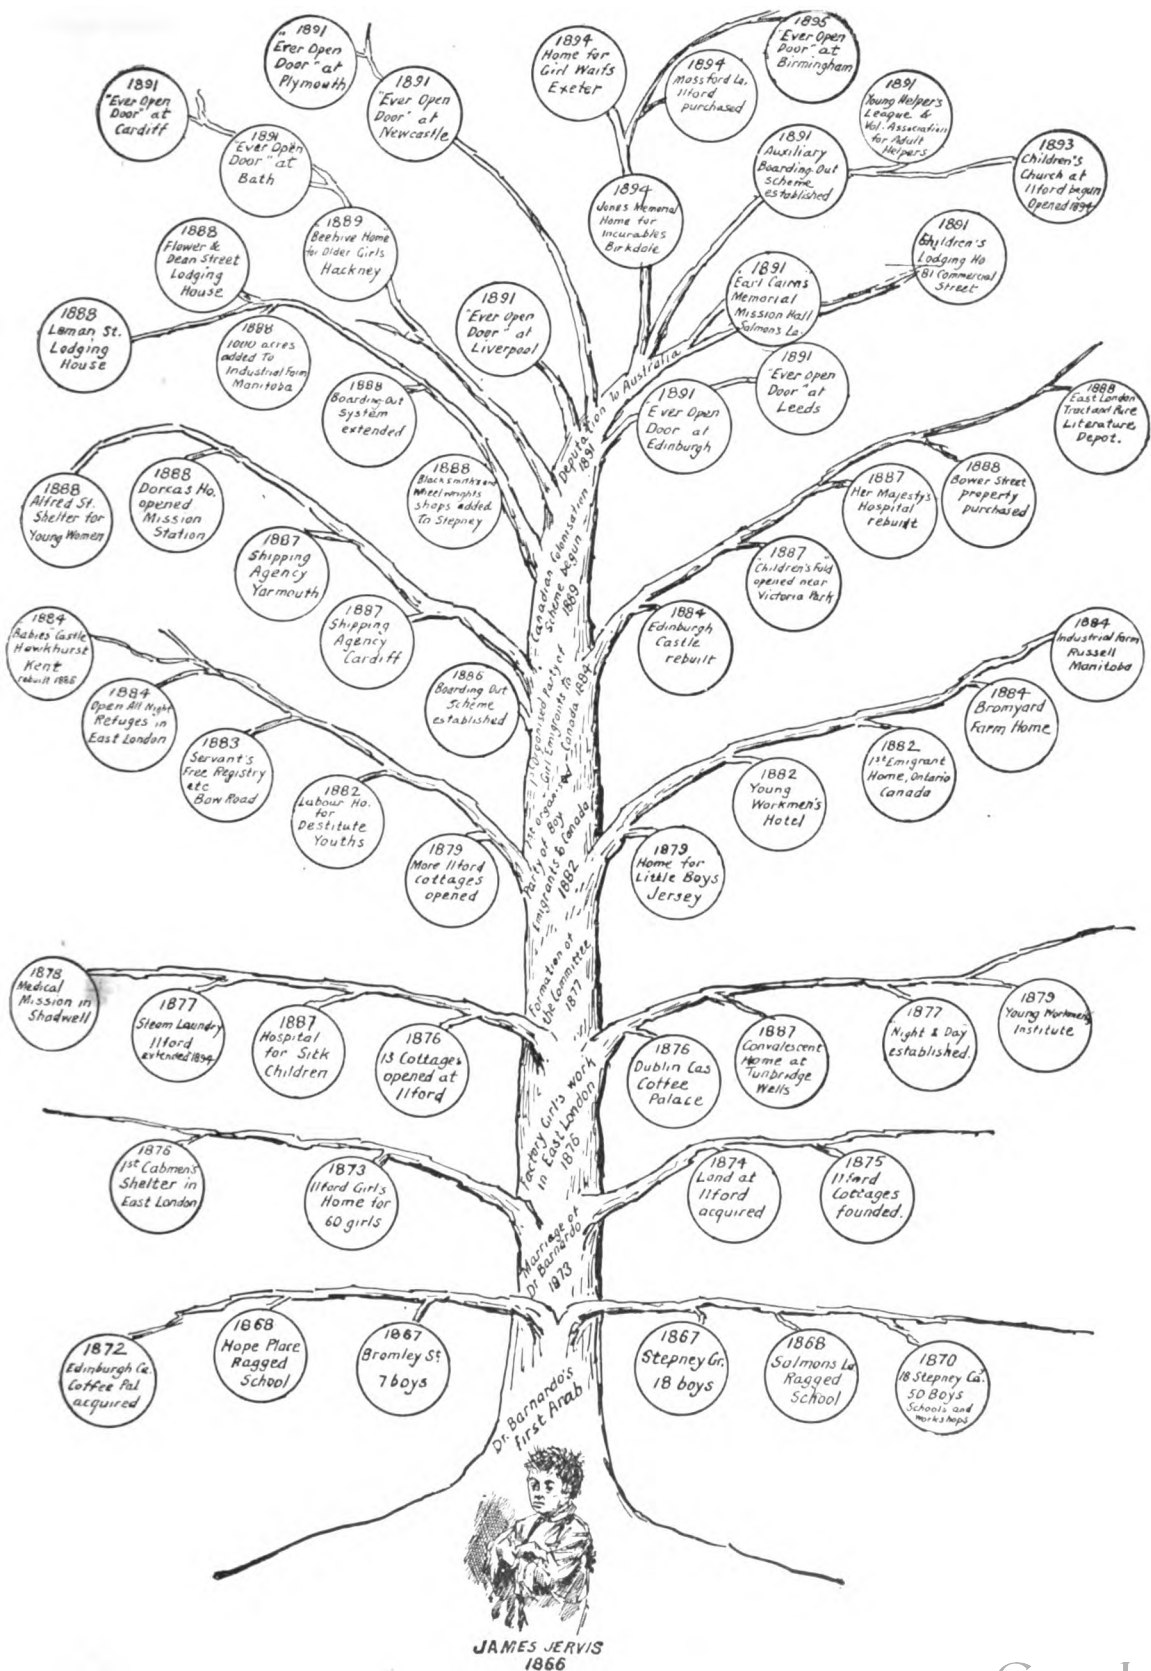 1895
"Ever Open
Door" at
Birmingham
1891
"Ever Open
Door" at
Plymouth
1894
Home for
Girl Waifs
Exeter
1894
Mossford La.
Ilford
purchased
1891
"Ever Open
Door" at
Cardiff
1891
"Ever Open
Door" at
Newcastle
1891
Young Helpers
League &
Vol. Association
for Adult
Helpers
1891
"Ever Open
Door" at
Bath
1891
Auxiliary
Boarding Out
scheme
established
1893
Children's
Church at
Ilford begun
Opened 1894
1889
Beehive Home
for Older Girls
Hackney
1894
Jones Memorial
Home for
Incurables
Birkdale
1888
Flower &
Dean Street
Lodging
House
1891
Children's
Lodging Ho
81 Commercial
Street
1891
Earl Cairns
Memorial
Mission Hall
Salmons La.
1891
"Ever Open
Door" at
Liverpool
1888
Leman St.
Lodging
House
1888
10110 acres
added To
Industrial Farm
Manitoba
1888
Boarding-Out
System
extended
1891
"Ever Open
Door" at
Edinburgh
1891
"Ever Open
Door" at
Leeds
1888
East London
Tract and Pure
Literature
Depot.
Deputation to Australia
1891
1888
Alfred St.
Shelter for
Young Women
1888
Dorcas Ho.
opened
Mission
Station
1888
Blacksmith's and
Wheelwrights
shops added
To Stepney
1887
Her Majesty's
Hospital
rebuilt
1888
Bower Street
property
purchased
1887
Shipping
Agency
Yarmouth
1887
Children's Fold
opened near
Victoria Park
Canadian Colonisation
Scheme begun
1889
1887
Shipping
Agency
Cardiff
1884
Edinburgh
Castle
rebuilt
1884
Babies' Castle
Hawkhurst
Kent
rebuilt 1886
1884
Industrial Farm
Russell
Manitoba
1884
Open All Night
Refuges in
East London
1886
Boarding Out
Scheme
established
1884
Bromyard
Farm Home
1st Organised Party of
Girl Emigrants to
Canada 1884
1883
Servant's
Free Registry
etc
Bow Road
1882
1st Emigrant
Home, Ontario
Canada
1882
Labour Ho.
for
Destitute
Youths
1882
Young
Workmen's
Hotel
1st organised
Party of Boy
Emigrants to Canada
1882
1879
More Ilford
cottages
opened
1879
Home for
Little Boys
Jersey
1878
Medical
Mission in
Shadwell
1877
Steam Laundry
Ilford
extended 1894
1887
Hospital
for Sick
Children
1876
13 Cottages
opened at
Ilford
Formation of
the Committee
1877
1876
Dublin Cas
Coffee
Palace
1887
Convalescent
Home at
Tunbridge
Wells
1877
Night & Day
established.
1879
Young Workmens
Institute
Factory Girl's work
in East London
1876
1876
1st Cabmen's
Shelter in
East London
1873
Ilford Girls
Home for
60 girls
1874
Land at
Ilford
acquired
1875
Ilford
Cottages
founded.
Marriage of
Dr Barnardo
1873
1872
Edinburgh Ca.
Coffee Pal
acquired
1868
Hope Place
Ragged
School
1867
Bromley St
7 boys
1867
Stepney Gr.
18 boys
1868
Salmons La
Ragged
School
1870
18 Stepney Ca.
50 Boys
Schools and
workshops
Dr. Barnardo's
first Arab
JAMES JERVIS
1866